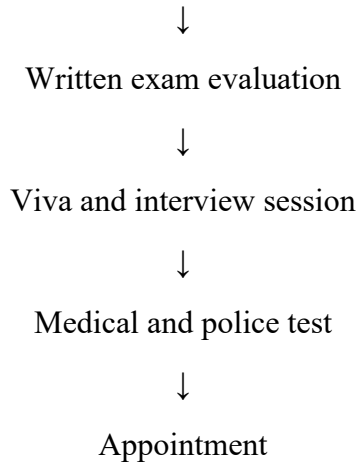 ↓
Written exam evaluation
↓
Viva and interview session
↓
Medical and police test
↓
Appointment